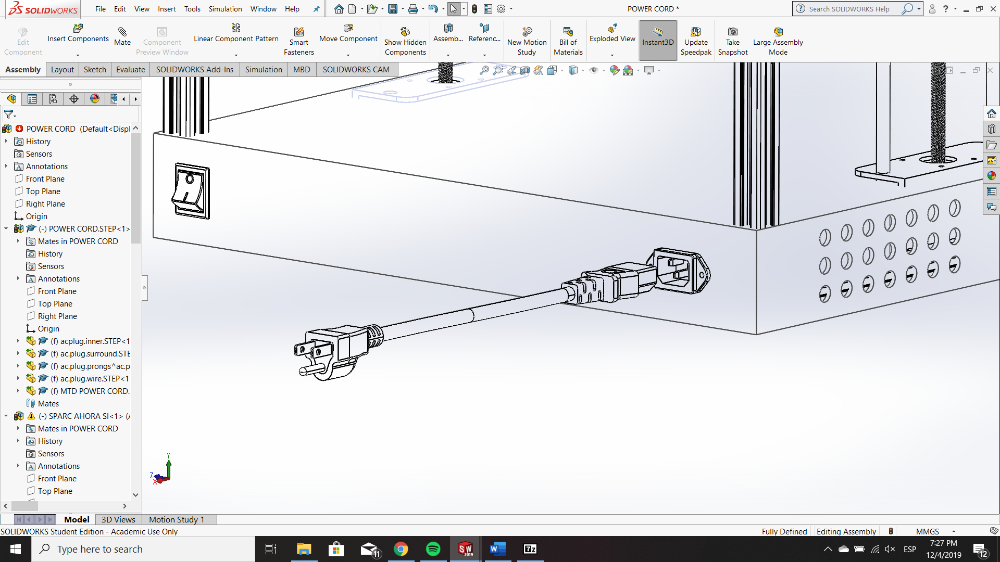 SOLIDWORKS File Edit View Insert Tools Simulation Window Help POWER CORD * Search SOLIDWORKS Help ?
Edit Component
Insert Components
Mate
Component Preview Window
Linear Component Pattern
Smart Fasteners
Move Component
Show Hidden Components
Assemb...
Referenc...
New Motion Study
Bill of Materials
Exploded View
Instant3D
Update Speedpak
Take Snapshot
Large Assembly Mode
Assembly Layout Sketch Evaluate SOLIDWORKS Add-Ins Simulation MBD SOLIDWORKS CAM
POWER CORD (Default<Displ
History
Sensors
Annotations
Front Plane
Top Plane
Right Plane
Origin
(-) POWER CORD.STEP<1>
Mates in POWER CORD
History
Sensors
Annotations
Front Plane
Top Plane
Right Plane
Origin
(f) acplug.inner.STEP<1
(f) ac.plug.surround.STE
(f) ac.plug.prongs^ac.p
(f) ac.plug.wire.STEP<1
(f) MTD POWER CORD.
Mates
(-) SPARC AHORA SI<1> (A
Mates in POWER CORD
History
Sensors
Annotations
Front Plane
Top Plane
Y
Z
X
Model 3D Views Motion Study 1
SOLIDWORKS Student Edition - Academic Use Only Fully Defined Editing Assembly MMGS
Type here to search 11 SW 2019 W 7z ESP 7:27 PM 12
12/4/2019